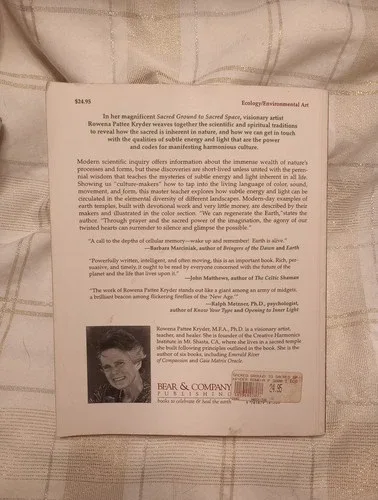 $24.95 Ecology/Environmental Art
In her magnificent Sacred Ground to Sacred Space, visionary artist
Rowena Pattee Kryder weaves together the scientific and spiritual traditions
to reveal how the sacred is inherent in nature, and how we can get in touch
with the qualities of subtle energy and light that are the power
and codes for manifesting harmonious culture.
Modern scientific inquiry offers information about the immense wealth of nature's
processes and forms, but these discoveries are short-lived unless united with the peren-
nial wisdom that teaches the mysteries of subtle energy and light inherent in all life.
Showing us "culture-makers" how to tap into the living language of color, sound,
movement, and form, this master teacher explores how subtle energy and light can be
circulated in the elemental diversity of different landscapes. Modern-day examples of
earth temples, built with devotional work and very little money, are described by their
makers and illustrated in the color section. "We can regenerate the Earth," states the
author. "Through prayer and the sacred power of the imagination, the agony of our
twisted hearts can surrender to silence and glimpse the possible."
"A call to the depths of cellular memory—wake up and remember! Earth is alive."
—Barbara Marciniak, author of Bringers of the Dawn and Earth
"Powerfully written, intelligent, and often moving, this is an important book. Rich, per-
suasive, and timely, it ought to be read by everyone concerned with the future of the
planet and the life that lives upon it."
—John Matthews, author of The Celtic Shaman
"The work of Rowena Pattee Kryder stands out like a giant among an army of midgets,
a brilliant beacon among flickering fireflies of the 'New Age.'"
—Ralph Metzner, Ph.D., psychologist,
author of Know Your Type and Opening to Inner Light
Rowena Pattee Kryder, M.F.A., Ph.D. is a visionary artist,
teacher, and healer. She is founder of the Creative Harmonics
Institute in Mt. Shasta, CA, where she lives in a sacred temple
she built following principles outlined in the book. She is the
author of six books, including Emerald River
of Compassion and Gaia Matrix Oracle.
BEAR & COMPANY
PUBLISHING
books to celebrate & heal the earth
SACRED GROUND TO SACRED SP
24.95